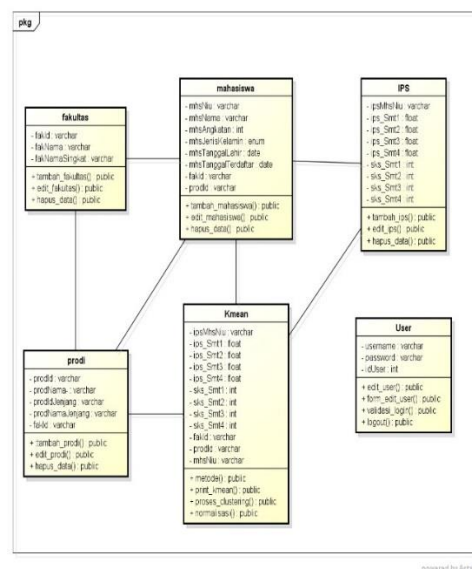 pkg
fakultas
- fakId : varchar
- fakNama : varchar
- fakNamaSingkat : varchar
+ tambah_fakultas() : public
+ edit_fakultas() : public
+ hapus_data() : public
mahasiswa
- mhsNiu : varchar
- mhsNama : varchar
- mhsAngkatan : int
- mhsJenisKelamin : enum
- mhsTanggalLahir : date
- mhsTanggalTerdaftar : date
- fakId : varchar
- prodiId : varchar
+ tambah_mahasiswa() : public
+ edit_mahasiswa() : public
+ hapus_data() : public
IPS
- ipsMhsNiu : varchar
- ips_Smt1 : float
- ips_Smt2 : float
- ips_Smt3 : float
- ips_Smt4 : float
- sks_Smt1 : int
- sks_Smt2 : int
- sks_Smt3 : int
- sks_Smt4 : int
+ tambah_ips() : public
+ edit_ips() : public
+ hapus_data() : public
prodi
- prodiId : varchar
- prodiNama- : varchar
- prodiIdJenjang : varchar
- prodiNamaJenjang : varchar
- fakId : varchar
+ tambah_prodi() : public
+ edit_prodi() : public
+ hapus_data() : public
Kmean
- ipsMhsNiu : varchar
- ips_Smt1 : float
- ips_Smt2 : float
- ips_Smt3 : float
- ips_Smt4 : float
- sks_Smt1 : int
- sks_Smt2 : int
- sks_Smt3 : int
- sks_Smt4 : int
- fakId : varchar
- prodiId : varchar
- mhsNiu : varchar
+ metode() : public
+ print_kmean() : public
+ proses_clustering() : public
+ normalisasi() : public
User
- username : varchar
- password : varchar
- idUser : int
+ edit_user() : public
+ form_edit_user() : public
+ validasi_login() : public
+ logout() : public
powered by Astah